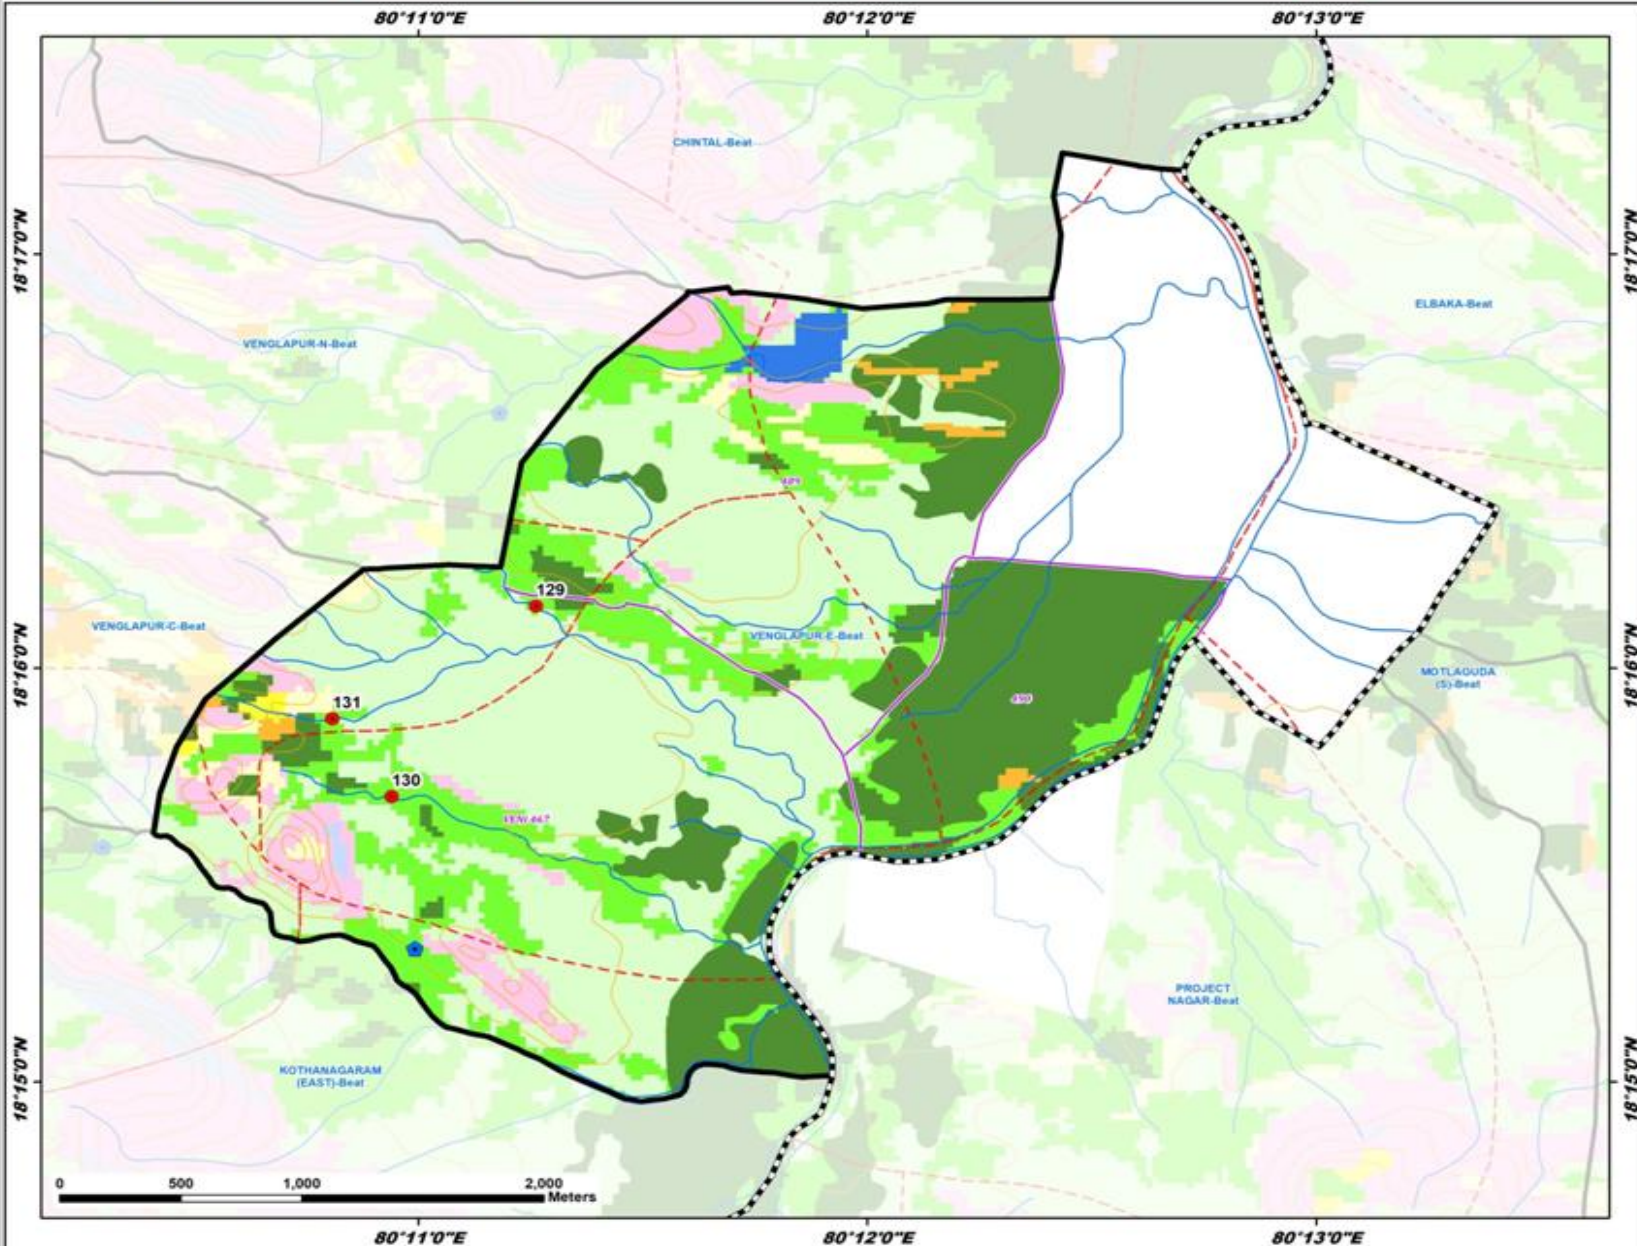 80°11'0"E 80°12'0"E 80°13'0"E
CHINTAL-Beat
18°17'0"N 18°17'0"N
ELBAKA-Beat
VENGLAPUR-N-Beat
409
129
VENGLAPUR-C-Beat
VENGLAPUR-E-Beat
18°16'0"N 18°16'0"N
MOTLAGUDA
(S)-Beat
131
130
PROJECT
NAGAR-Beat
KOTHANAGARAM
(EAST)-Beat
18°15'0"N 18°15'0"N
0 500 1,000 2,000
Meters
80°11'0"E 80°12'0"E 80°13'0"E